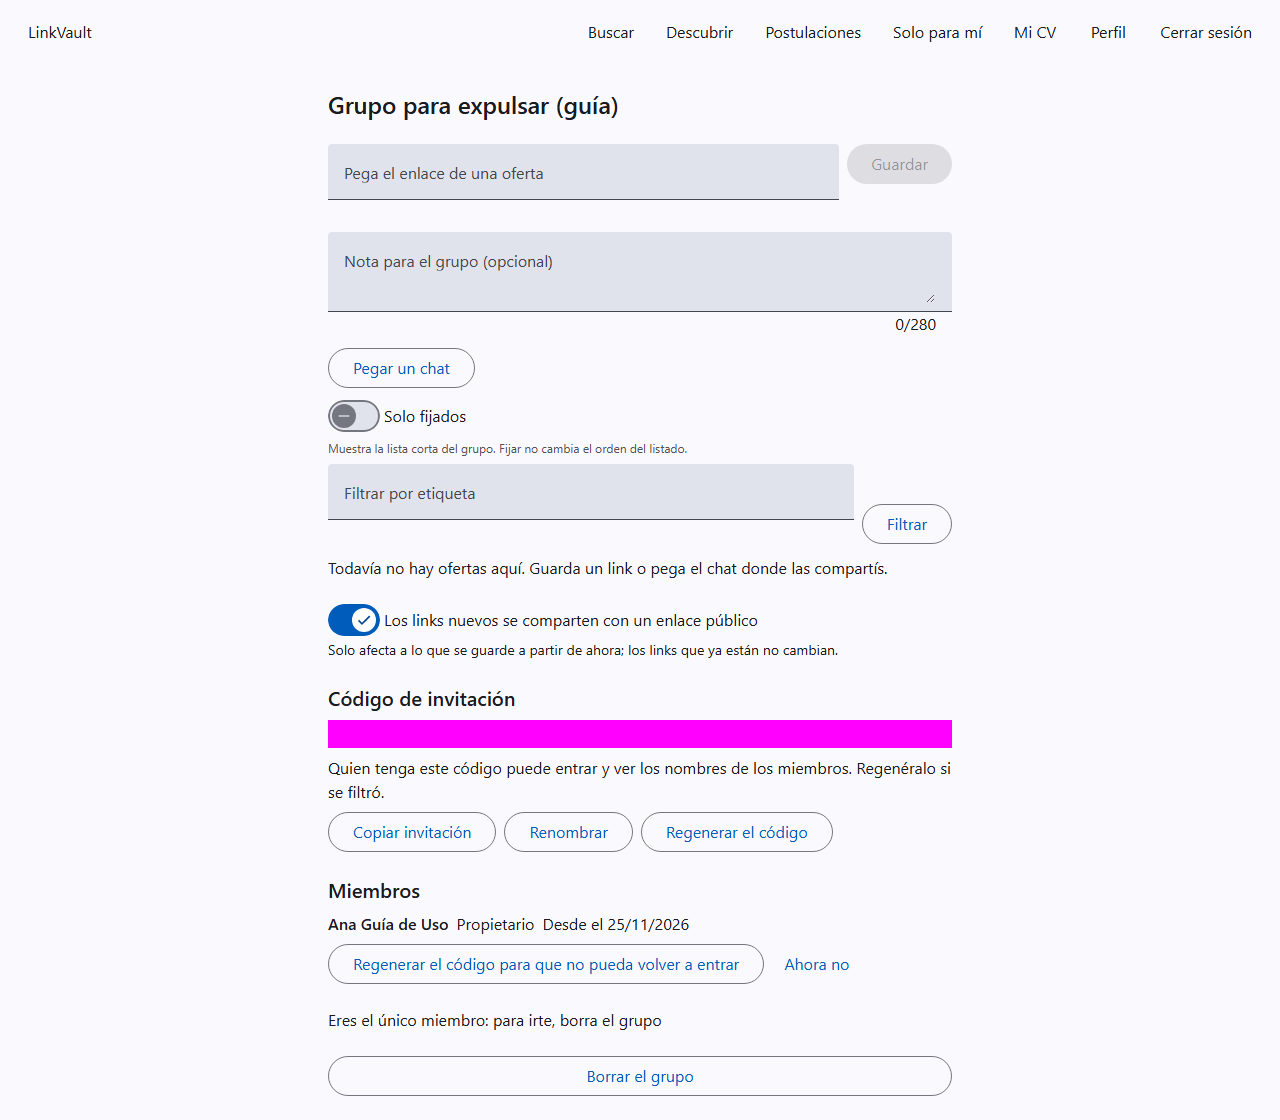 LinkVault
Buscar
Descubrir
Postulaciones
Solo para mí
Mi CV
Perfil
Cerrar sesión
Grupo para expulsar (guía)
Pega el enlace de una oferta
Guardar
Nota para el grupo (opcional)
0/280
Pegar un chat
Solo fijados
Muestra la lista corta del grupo. Fijar no cambia el orden del listado.
Filtrar por etiqueta
Filtrar
Todavía no hay ofertas aquí. Guarda un link o pega el chat donde las compartís.
Los links nuevos se comparten con un enlace público
Solo afecta a lo que se guarde a partir de ahora; los links que ya están no cambian.
Código de invitación
Quien tenga este código puede entrar y ver los nombres de los miembros. Regenéralo si
se filtró.
Copiar invitación
Renombrar
Regenerar el código
Miembros
Ana Guía de Uso Propietario Desde el 25/11/2026
Regenerar el código para que no pueda volver a entrar
Ahora no
Eres el único miembro: para irte, borra el grupo
Borrar el grupo